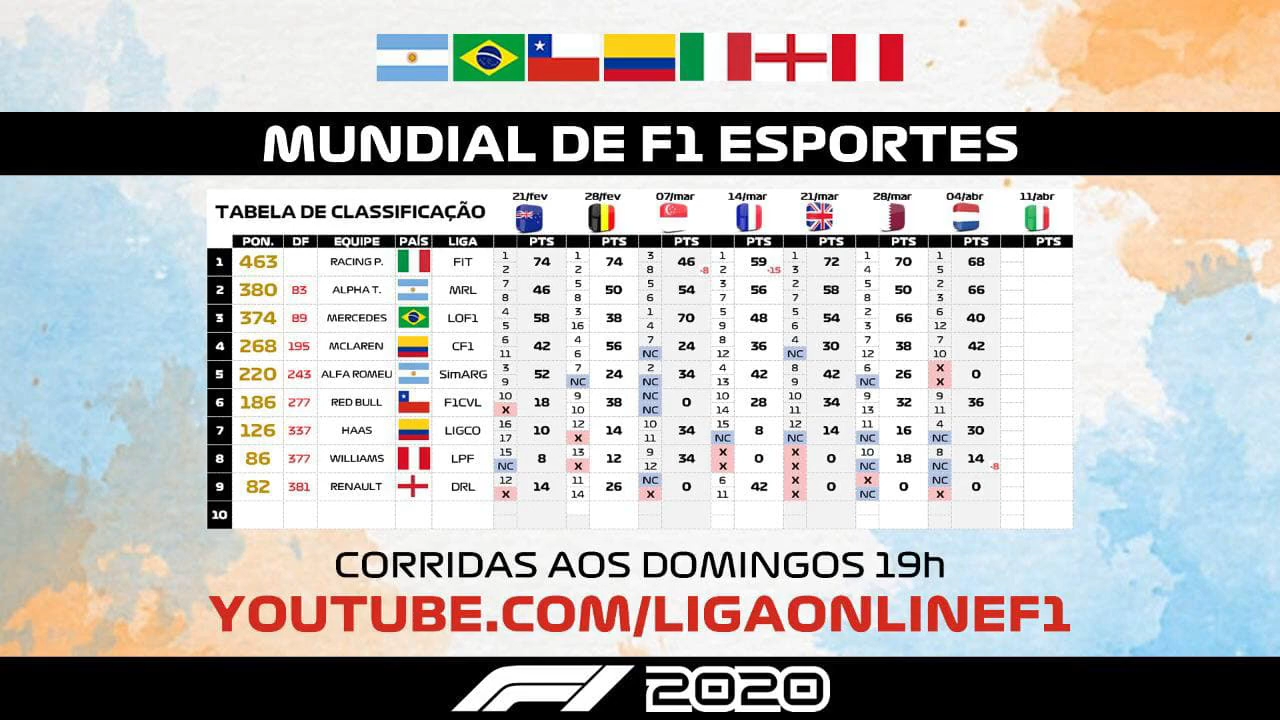 MUNDIAL DE F1 ESPORTES
21/fev 28/fev 07/mar 14/mar 21/mar 28/mar 04/abr 11/abr
TABELA DE CLASSIFICAÇÃO
PON. DF EQUIPE PAÍS LIGA PTS PTS PTS PTS PTS PTS PTS PTS
1 463 RACING P. FIT 1 2 74 1 2 74 3 8 46 -8 1 2 59 -15 1 3 72 1 4 70 1 5 68
2 380 83 ALPHA T. MRL 7 8 46 5 8 50 5 6 54 3 7 56 2 7 58 5 8 50 2 3 66
3 374 89 MERCEDES LOF1 4 5 58 3 16 38 1 4 70 5 9 48 4 6 54 2 3 66 6 12 40
4 268 195 MCLAREN CF1 6 11 42 4 6 56 7 NC 24 8 12 36 4 NC 30 7 12 38 7 10 42
5 220 243 ALFA ROMEU SimARG 3 9 52 7 NC 24 2 NC 34 4 13 42 8 9 42 6 NC 26 X X 0
6 186 277 RED BULL F1CVL 10 X 18 9 10 38 NC NC 0 10 14 28 10 11 34 9 13 32 9 11 36
7 126 337 HAAS LIGCO 16 17 10 12 X 14 10 11 34 15 NC 8 12 NC 14 11 NC 16 4 NC 30
8 86 377 WILLIAMS LPF 15 NC 8 13 X 12 9 12 34 X X 0 X X 0 10 NC 18 8 NC 14 -8
9 82 381 RENAULT DRL 12 X 14 11 14 26 NC X 0 6 11 42 X X 0 X NC 0 NC X 0
10
CORRIDAS AOS DOMINGOS 19h
YOUTUBE.COM/LIGAONLINEF1
F1 2020